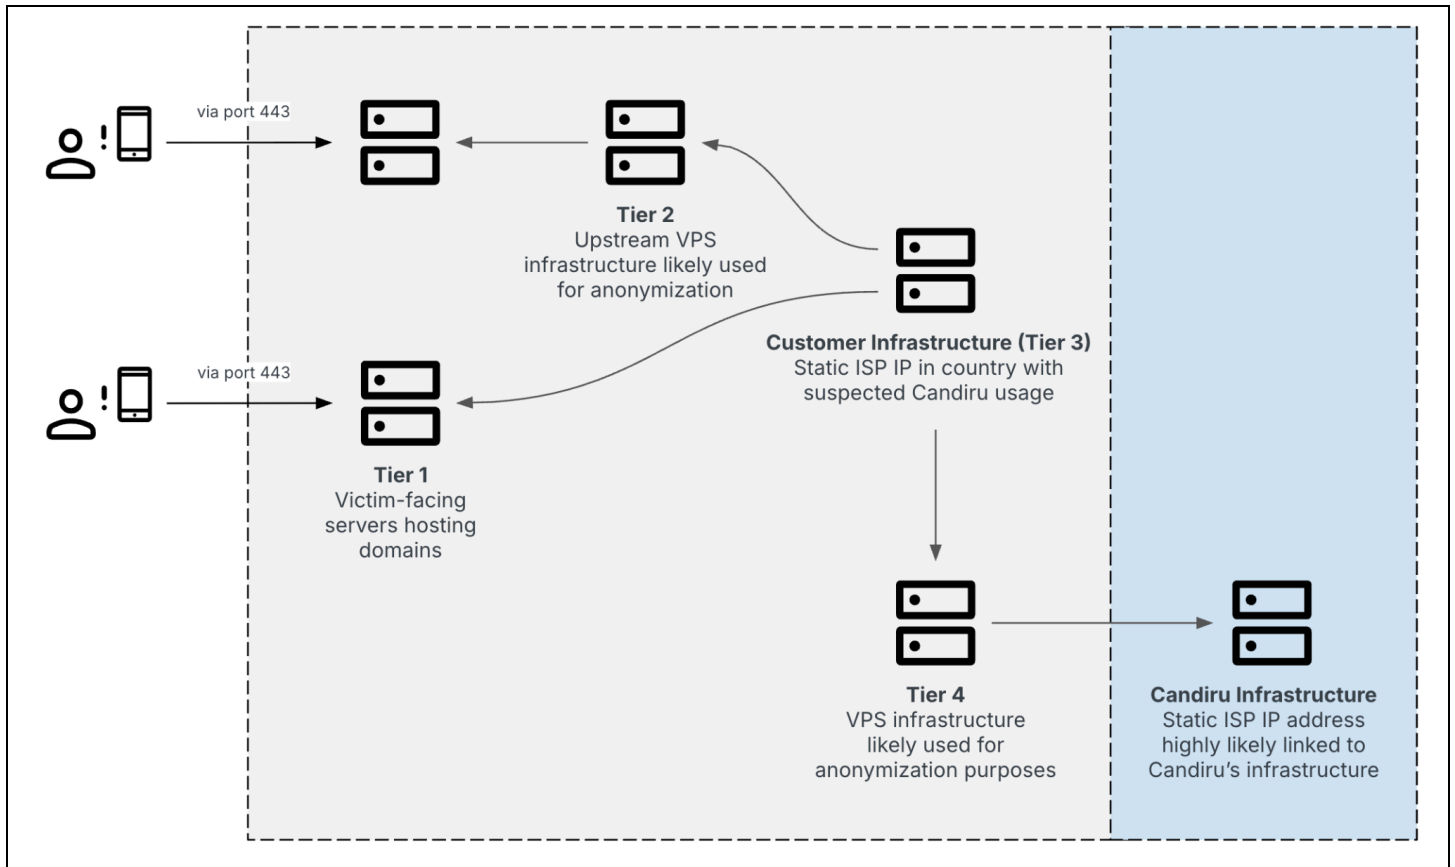 via port 443
Tier 2
Upstream VPS
infrastructure likely used
for anonymization
Customer Infrastructure (Tier 3)
Static ISP IP in country with
suspected Candiru usage
via port 443
Tier 1
Victim-facing
servers hosting
domains
Tier 4
VPS infrastructure
likely used for
anonymization purposes
Candiru Infrastructure
Static ISP IP address
highly likely linked to
Candiru’s infrastructure